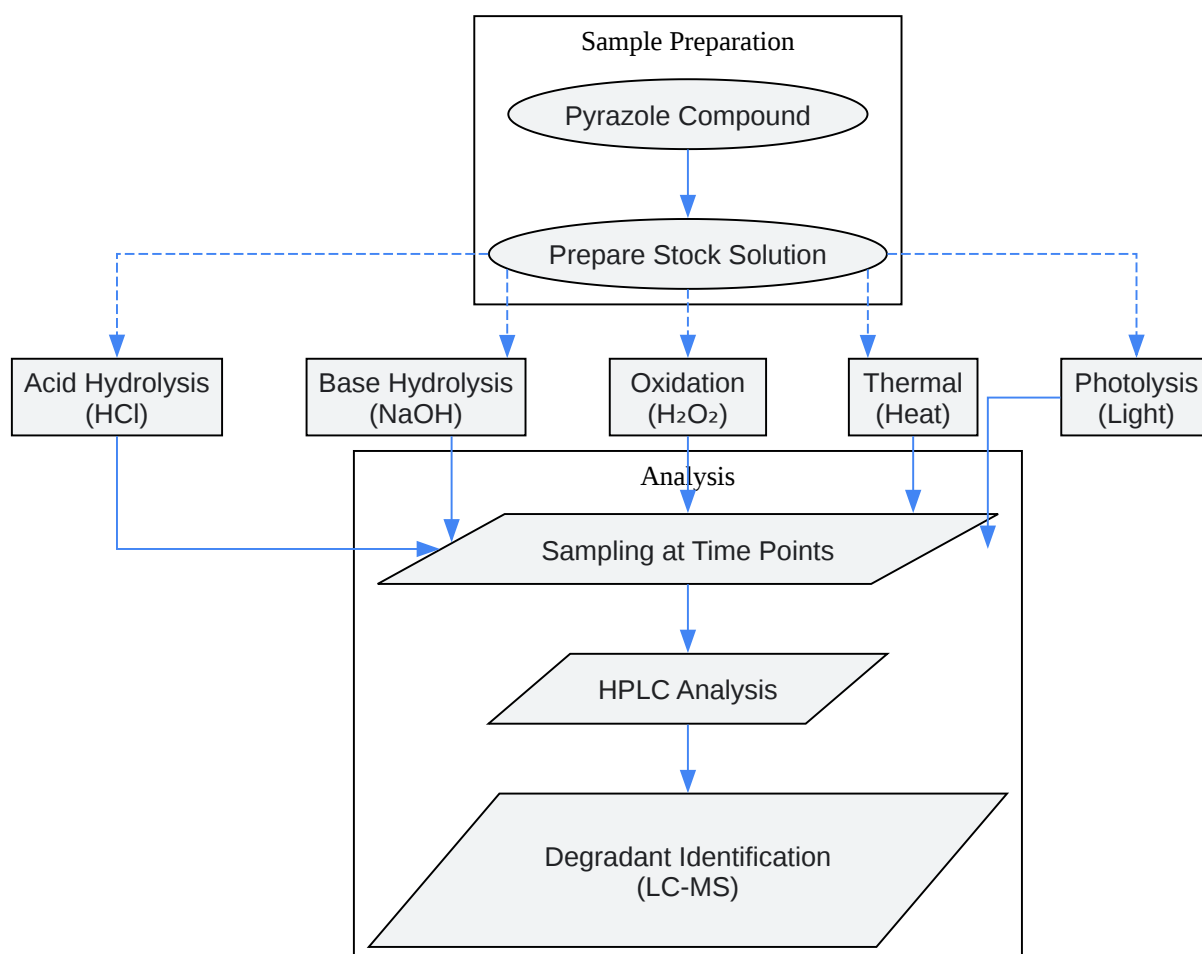 Sample Preparation
Pyrazole Compound
Prepare Stock Solution
Acid Hydrolysis
(HCl)
Base Hydrolysis
(NaOH)
Oxidation
(H₂O₂)
Thermal
(Heat)
Photolysis
(Light)
Analysis
Sampling at Time Points
HPLC Analysis
Degradant Identification
(LC-MS)